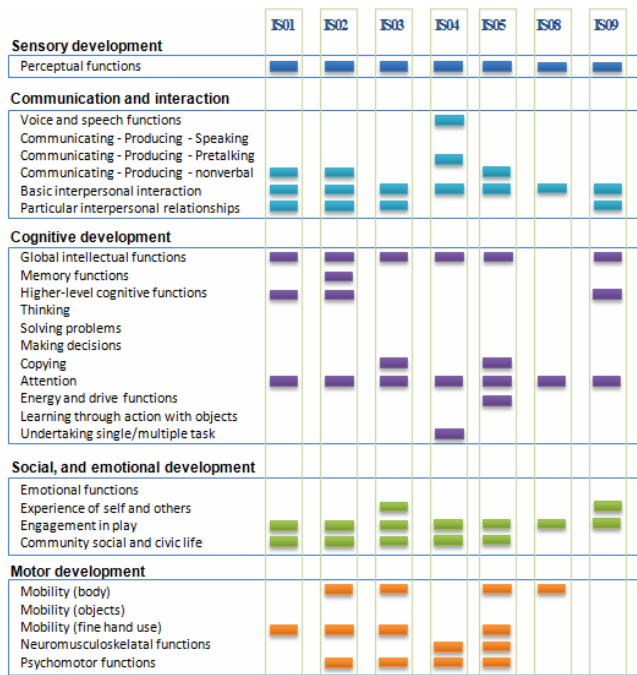 IS01 IS02 IS03 IS04 IS05 IS08 IS09
Sensory development
Perceptual functions
Communication and interaction
Voice and speech functions
Communicating - Producing - Speaking
Communicating - Producing - Pretalking
Communicating - Producing - nonverbal
Basic interpersonal interaction
Particular interpersonal relationships
Cognitive development
Global intellectual functions
Memory functions
Higher-level cognitive functions
Thinking
Solving problems
Making decisions
Copying
Attention
Energy and drive functions
Learning through action with objects
Undertaking single/multiple task
Social, and emotional development
Emotional functions
Experience of self and others
Engagement in play
Community social and civic life
Motor development
Mobility (body)
Mobility (objects)
Mobility (fine hand use)
Neuromusculoskelatal functions
Psychomotor functions